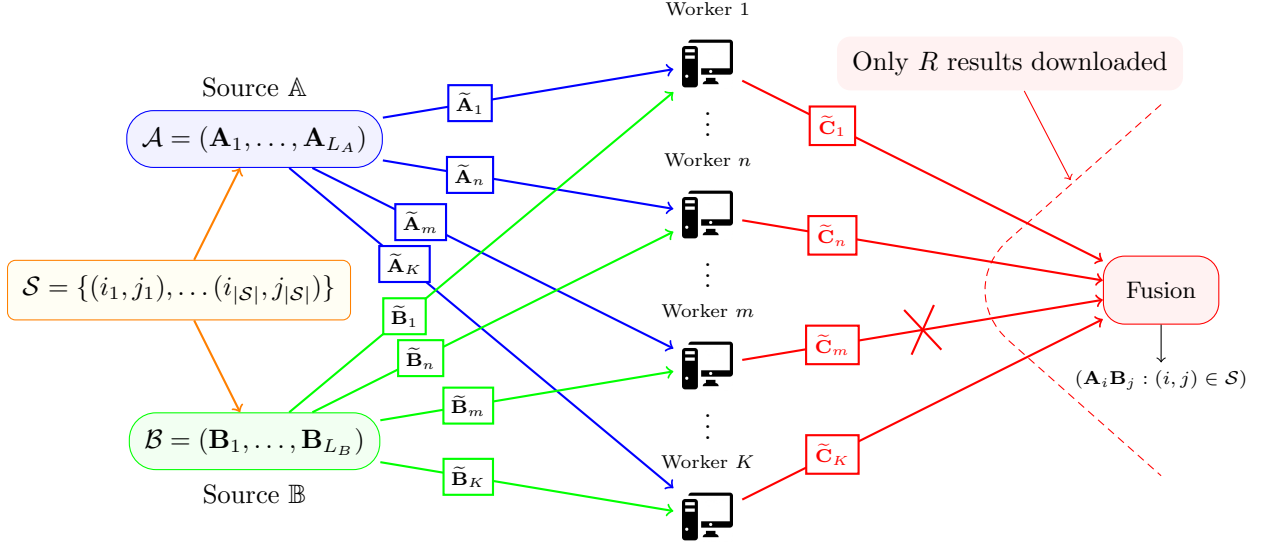 Worker 1
Only R results downloaded
Source 𝔸
𝒜 = (𝐀₁, . . . , 𝐀_{L_A})
Ã₁
C̃₁
⋮
Worker n
Ã_n
Ã_m
C̃_n
Ã_K
𝒮 = {(i₁, j₁), . . . (i_{|𝒮|}, j_{|𝒮|})}
⋮
Fusion
B̃₁
Worker m
B̃_n
C̃_m
(𝐀_i𝐁_j : (i, j) ∈ 𝒮)
B̃_m
⋮
ℬ = (𝐁₁, . . . , 𝐁_{L_B})
Worker K
C̃_K
B̃_K
Source 𝔹